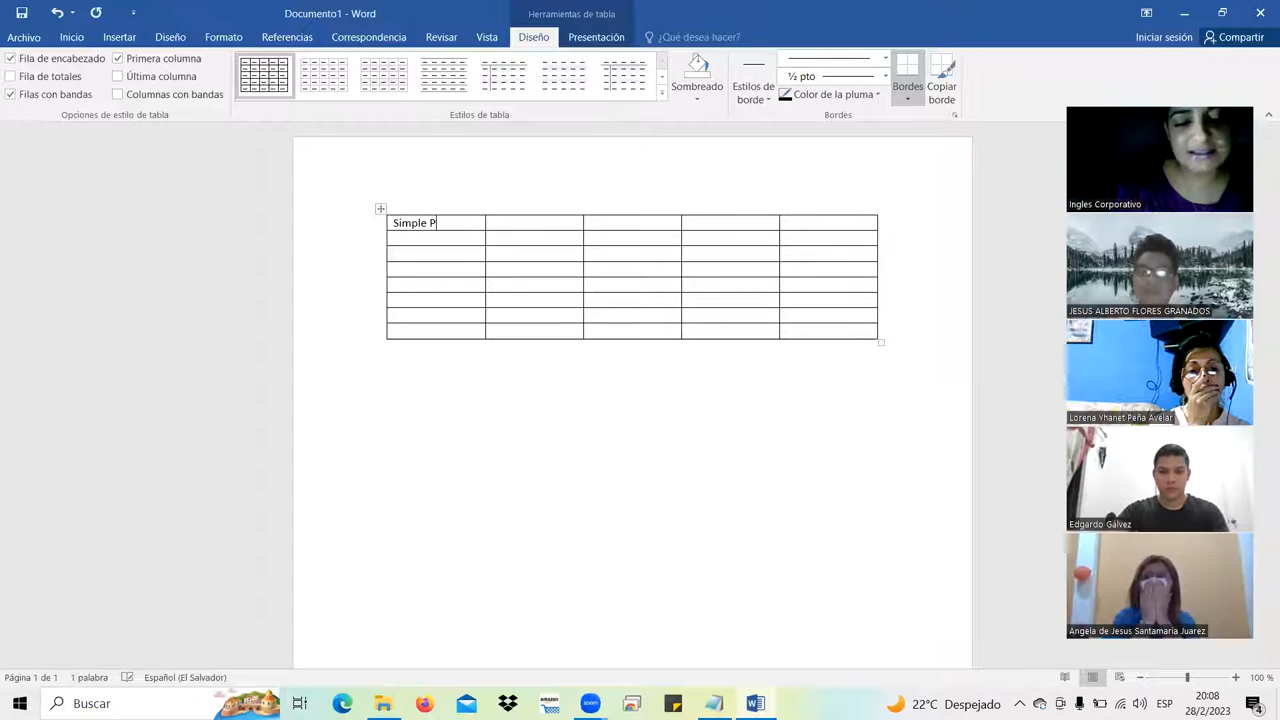 Documento1 - Word
Herramientas de tabla
Archivo Inicio Insertar Diseño Formato Referencias Correspondencia Revisar Vista Diseño Presentación ¿Qué desea hacer? Iniciar sesión Compartir
Fila de encabezado Primera columna
Fila de totales Última columna
Filas con bandas Columnas con bandas
Opciones de estilo de tabla
Estilos de tabla
Sombreado
Estilos de borde
½ pto
Color de la pluma
Bordes
Copiar borde
Bordes
Simple P
Ingles Corporativo
JESUS ALBERTO FLORES GRANADOS
Lorena Yhanet Peña Avelar
Edgardo Gálvez
Angela de Jesus Santamaría Juarez
Página 1 de 1 1 palabra Español (El Salvador) 100 %
Buscar
amazon
zoom
22°C Despejado
ESP
20:08
28/2/2023
4